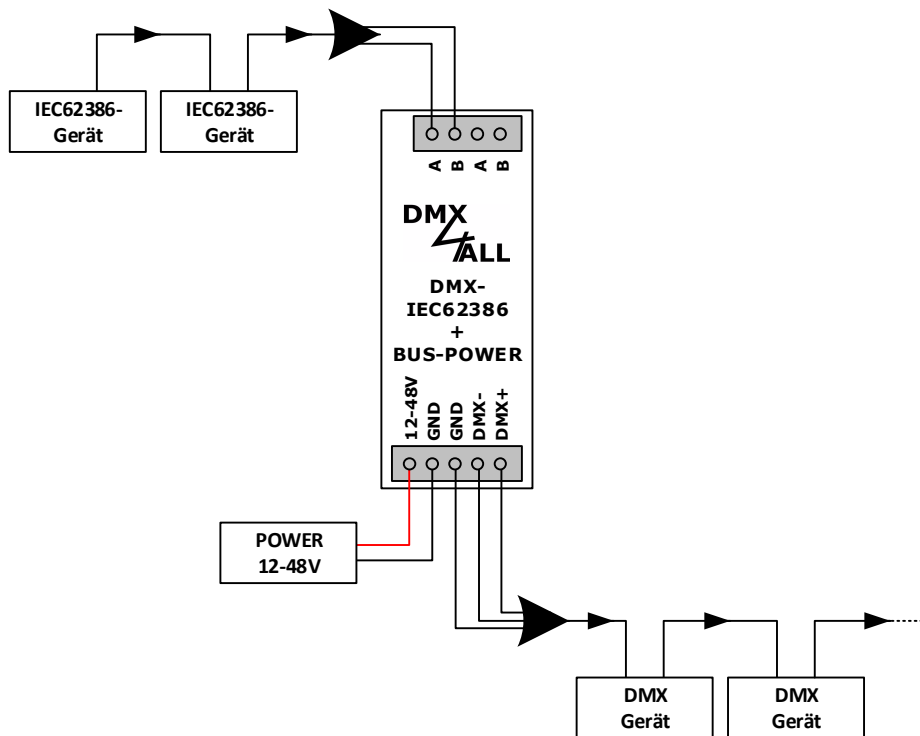 IEC62386-
Gerät
IEC62386-
Gerät
A
B
A
B
DMX
4
ALL
DMX-
IEC62386
+
BUS-POWER
12-48V
GND
GND
DMX-
DMX+
POWER
12-48V
DMX
Gerät
DMX
Gerät